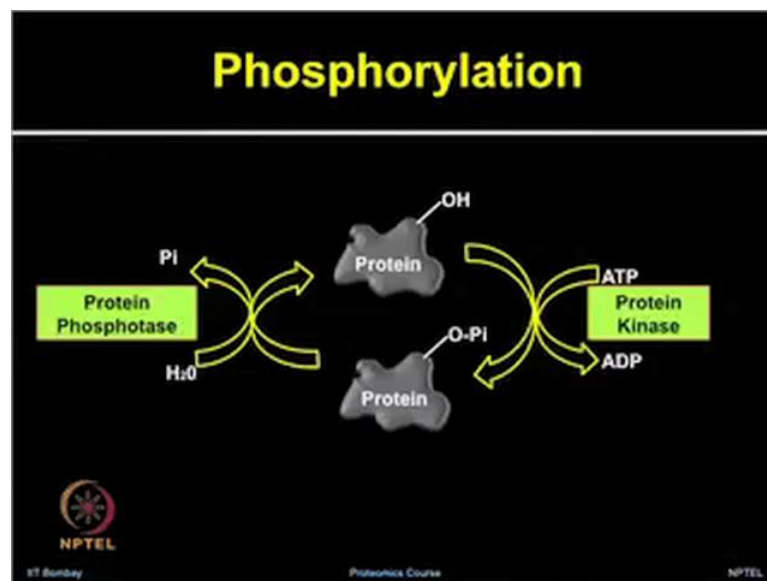 Phosphorylation
OH
Pi
Protein
ATP
Protein
Phosphotase
Protein
Kinase
O-Pi
H₂0
ADP
Protein
NPTEL
IIT Bombay
Proteomics Course
NPTEL